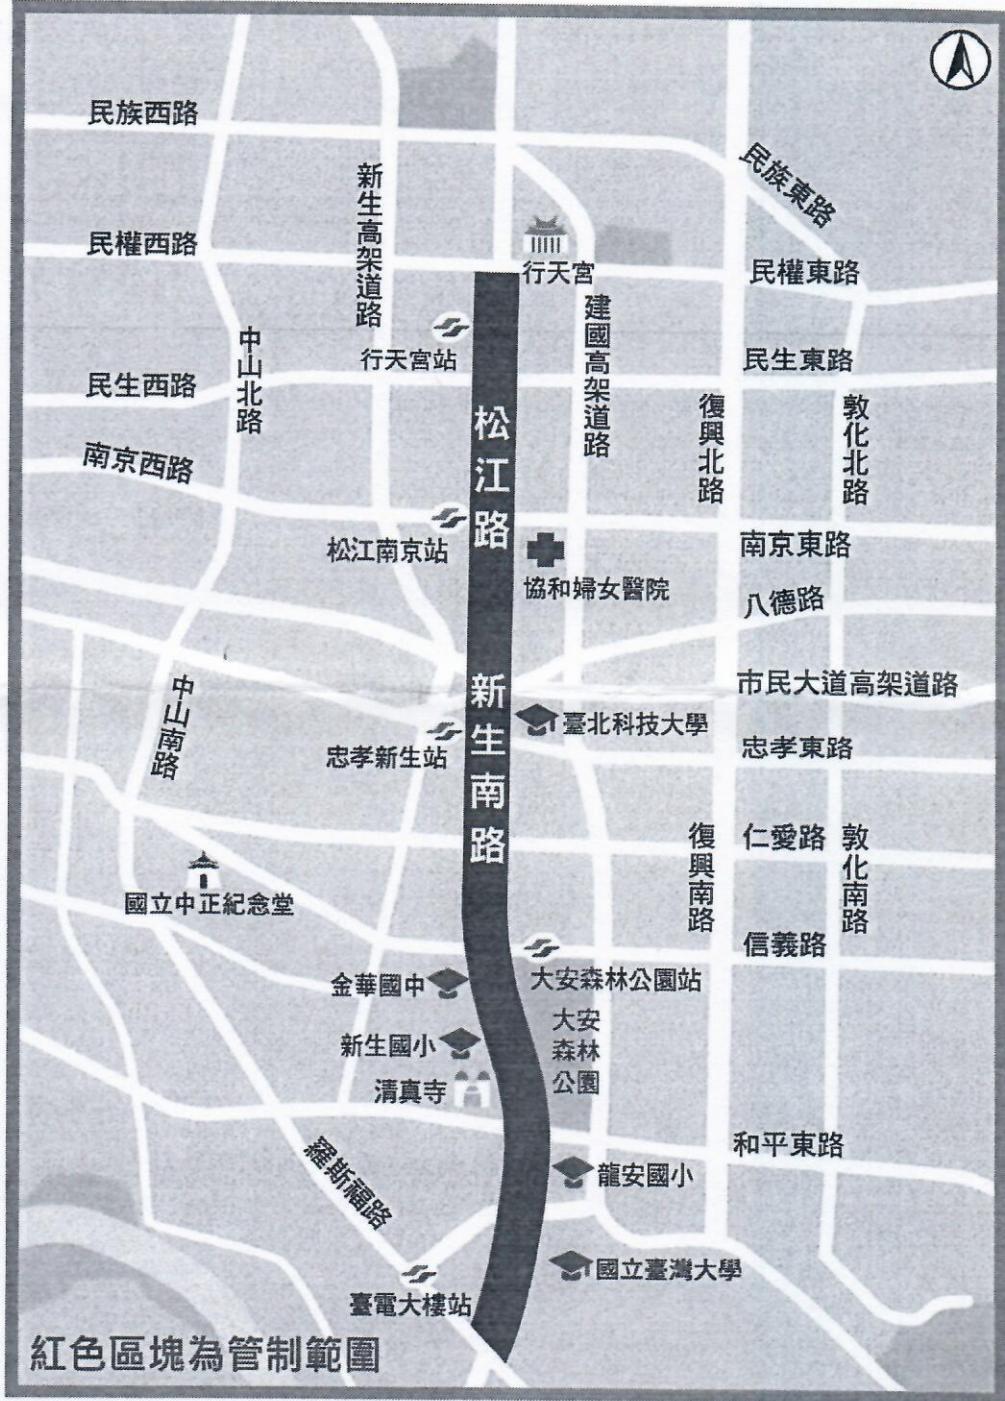 民族西路
新生高架道路
民族東路
民權西路
行天宮
民權東路
中山北路
行天宮站
建國高架道路
民生東路
民生西路
松江路
復興北路
敦化北路
南京西路
松江南京站
南京東路
協和婦女醫院
八德路
中山南路
新生南路
市民大道高架道路
臺北科技大學
忠孝新生站
忠孝東路
復興南路
仁愛路
敦化南路
國立中正紀念堂
信義路
金華國中
大安森林公園站
新生國小
大安
森林
公園
清真寺
和平東路
羅斯福路
龍安國小
國立臺灣大學
臺電大樓站
紅色區塊為管制範圍